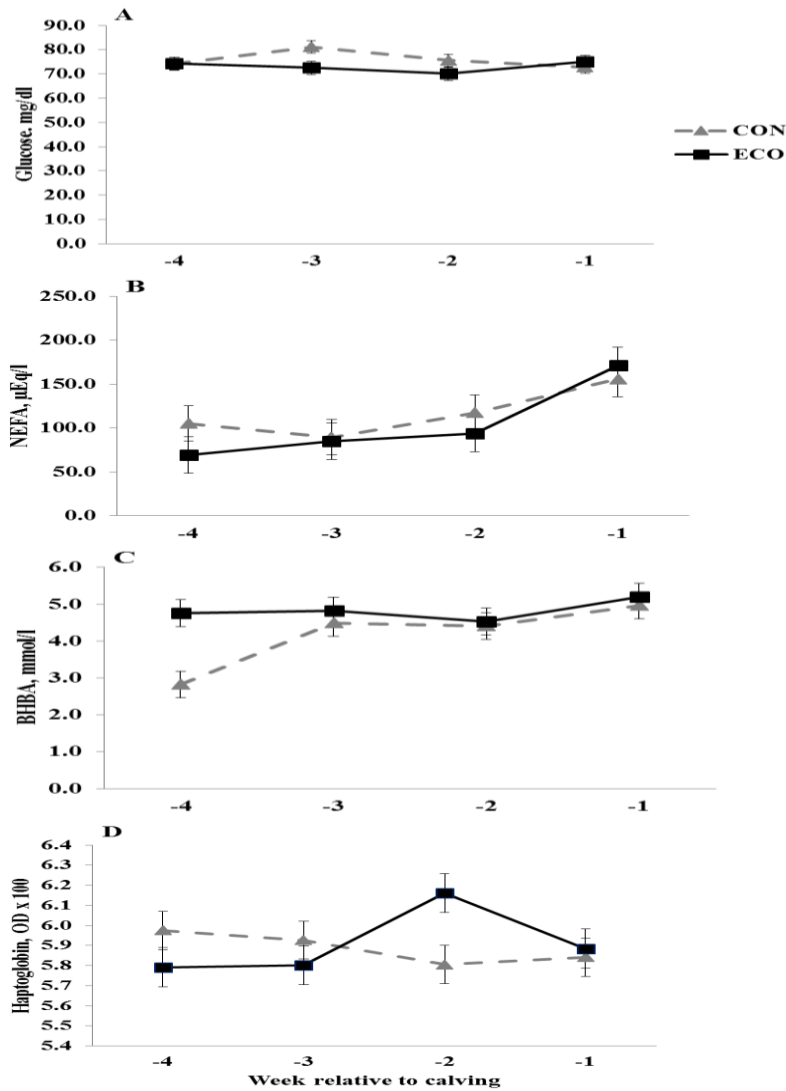 A
90.0
80.0
70.0
60.0
50.0
40.0
30.0
20.0
10.0
0.0
Glucose. mg/dl
-4 -3 -2 -1
CON
ECO
B
250.0
200.0
150.0
100.0
50.0
0.0
NEFA, µEq/l
-4 -3 -2 -1
C
6.0
5.0
4.0
3.0
2.0
1.0
0.0
BHBA, mmol/l
-4 -3 -2 -1
D
6.4
6.3
6.2
6.1
6.0
5.9
5.8
5.7
5.6
5.5
5.4
Haptoglobin, OD x 100
-4 -3 -2 -1
Week relative to calving